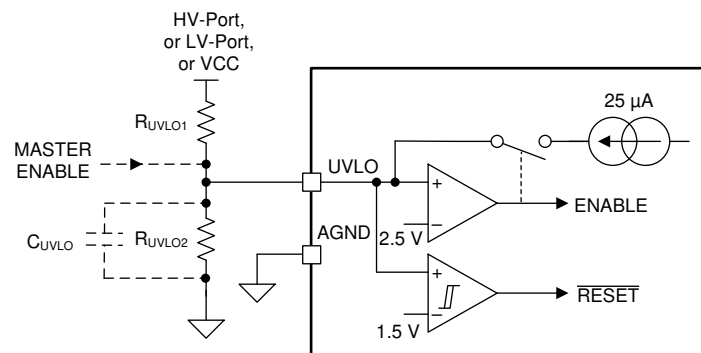 HV-Port,
or LV-Port,
or VCC
25 µA
RUVLO1
MASTER
ENABLE
UVLO
+
ENABLE
−
2.5 V
AGND
CUVLO
RUVLO2
+
RESET
−
1.5 V